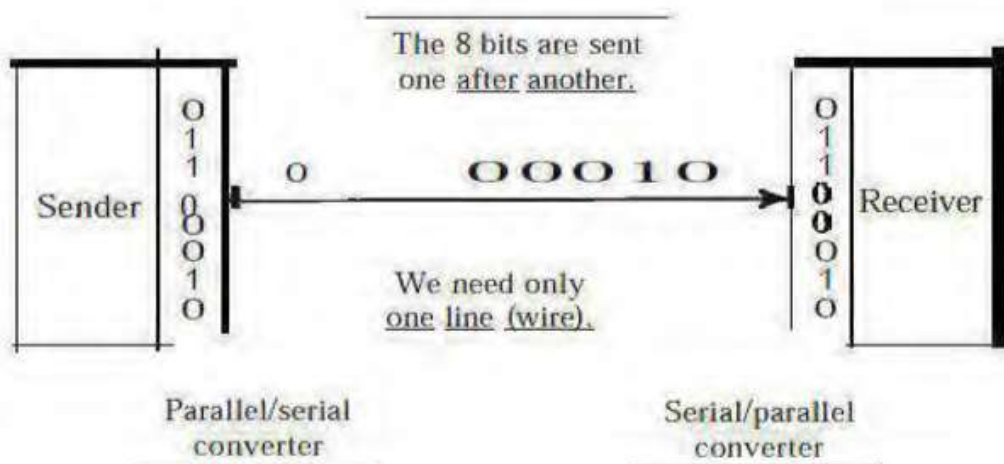 The 8 bits are sent
one after another.
0
1
1
0
0
0
1
0
Sender
0 00010
0
1
1
0
0
0
1
0
Receiver
We need only
one line (wire).
Parallel/serial
converter
Serial/parallel
converter